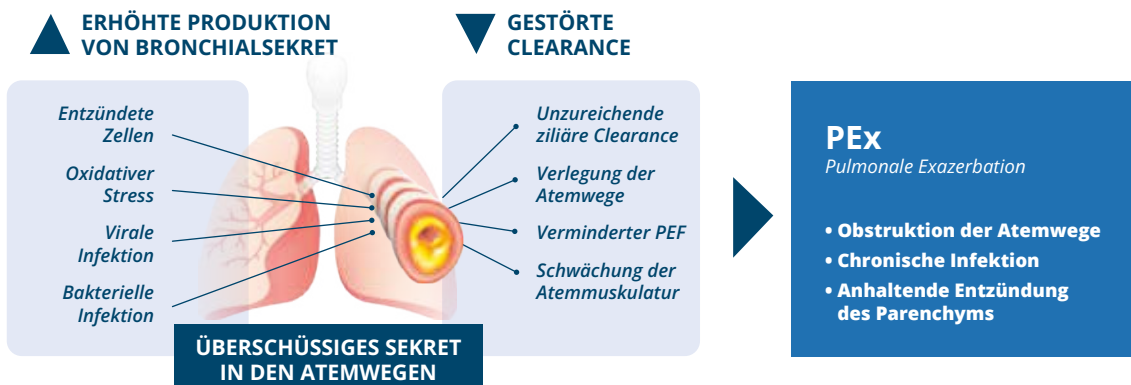 ERHÖHTE PRODUKTION
VON BRONCHIALSEKRET
Entzündete
Zellen
Oxidativer
Stress
Virale
Infektion
Bakterielle
Infektion
GESTÖRTE
CLEARANCE
Unzureichende
ziliäre Clearance
Verlegung der
Atemwege
Verminderter PEF
Schwächung der
Atemmuskulatur
ÜBERSCHÜSSIGES SEKRET
IN DEN ATEMWEGEN
PEx
Pulmonale Exazerbation
• Obstruktion der Atemwege
• Chronische Infektion
• Anhaltende Entzündung
des Parenchyms